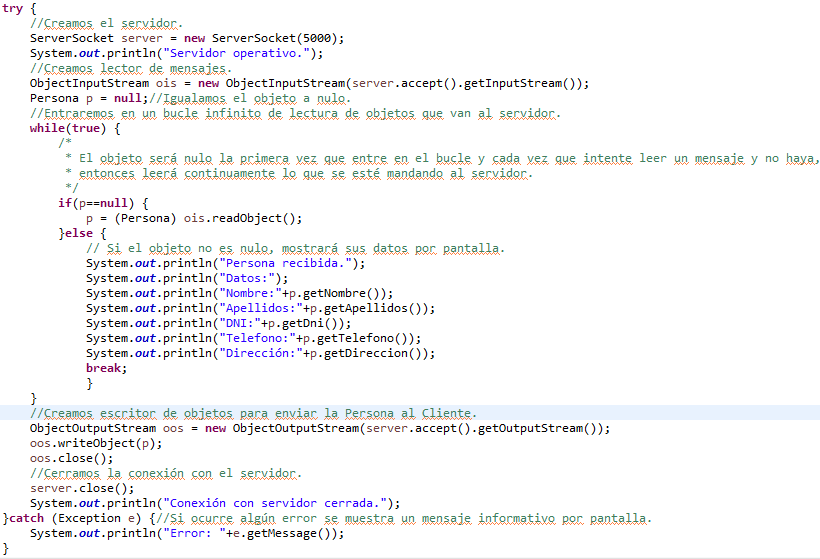 try {
    //Creamos el servidor.
    ServerSocket server = new ServerSocket(5000);
    System.out.println("Servidor operativo.");
    //Creamos lector de mensajes.
    ObjectInputStream ois = new ObjectInputStream(server.accept().getInputStream());
    Persona p = null;//Igualamos el objeto a nulo.
    //Entraremos en un bucle infinito de lectura de objetos que van al servidor.
    while(true) {
        /*
         * El objeto será nulo la primera vez que entre en el bucle y cada vez que intente leer un mensaje y no haya,
         * entonces leerá continuamente lo que se esté mandando al servidor.
         */
        if(p==null) {
            p = (Persona) ois.readObject();
        }else {
            // Si el objeto no es nulo, mostrará sus datos por pantalla.
            System.out.println("Persona recibida.");
            System.out.println("Datos:");
            System.out.println("Nombre:"+p.getNombre());
            System.out.println("Apellidos:"+p.getApellidos());
            System.out.println("DNI:"+p.getDni());
            System.out.println("Telefono:"+p.getTelefono());
            System.out.println("Dirección:"+p.getDireccion());
            break;
            }
    }
    //Creamos escritor de objetos para enviar la Persona al Cliente.
    ObjectOutputStream oos = new ObjectOutputStream(server.accept().getOutputStream());
    oos.writeObject(p);
    oos.close();
    //Cerramos la conexión con el servidor.
    server.close();
    System.out.println("Conexión con servidor cerrada.");
}catch (Exception e) {//Si ocurre algún error se muestra un mensaje informativo por pantalla.
    System.out.println("Error: "+e.getMessage());
}